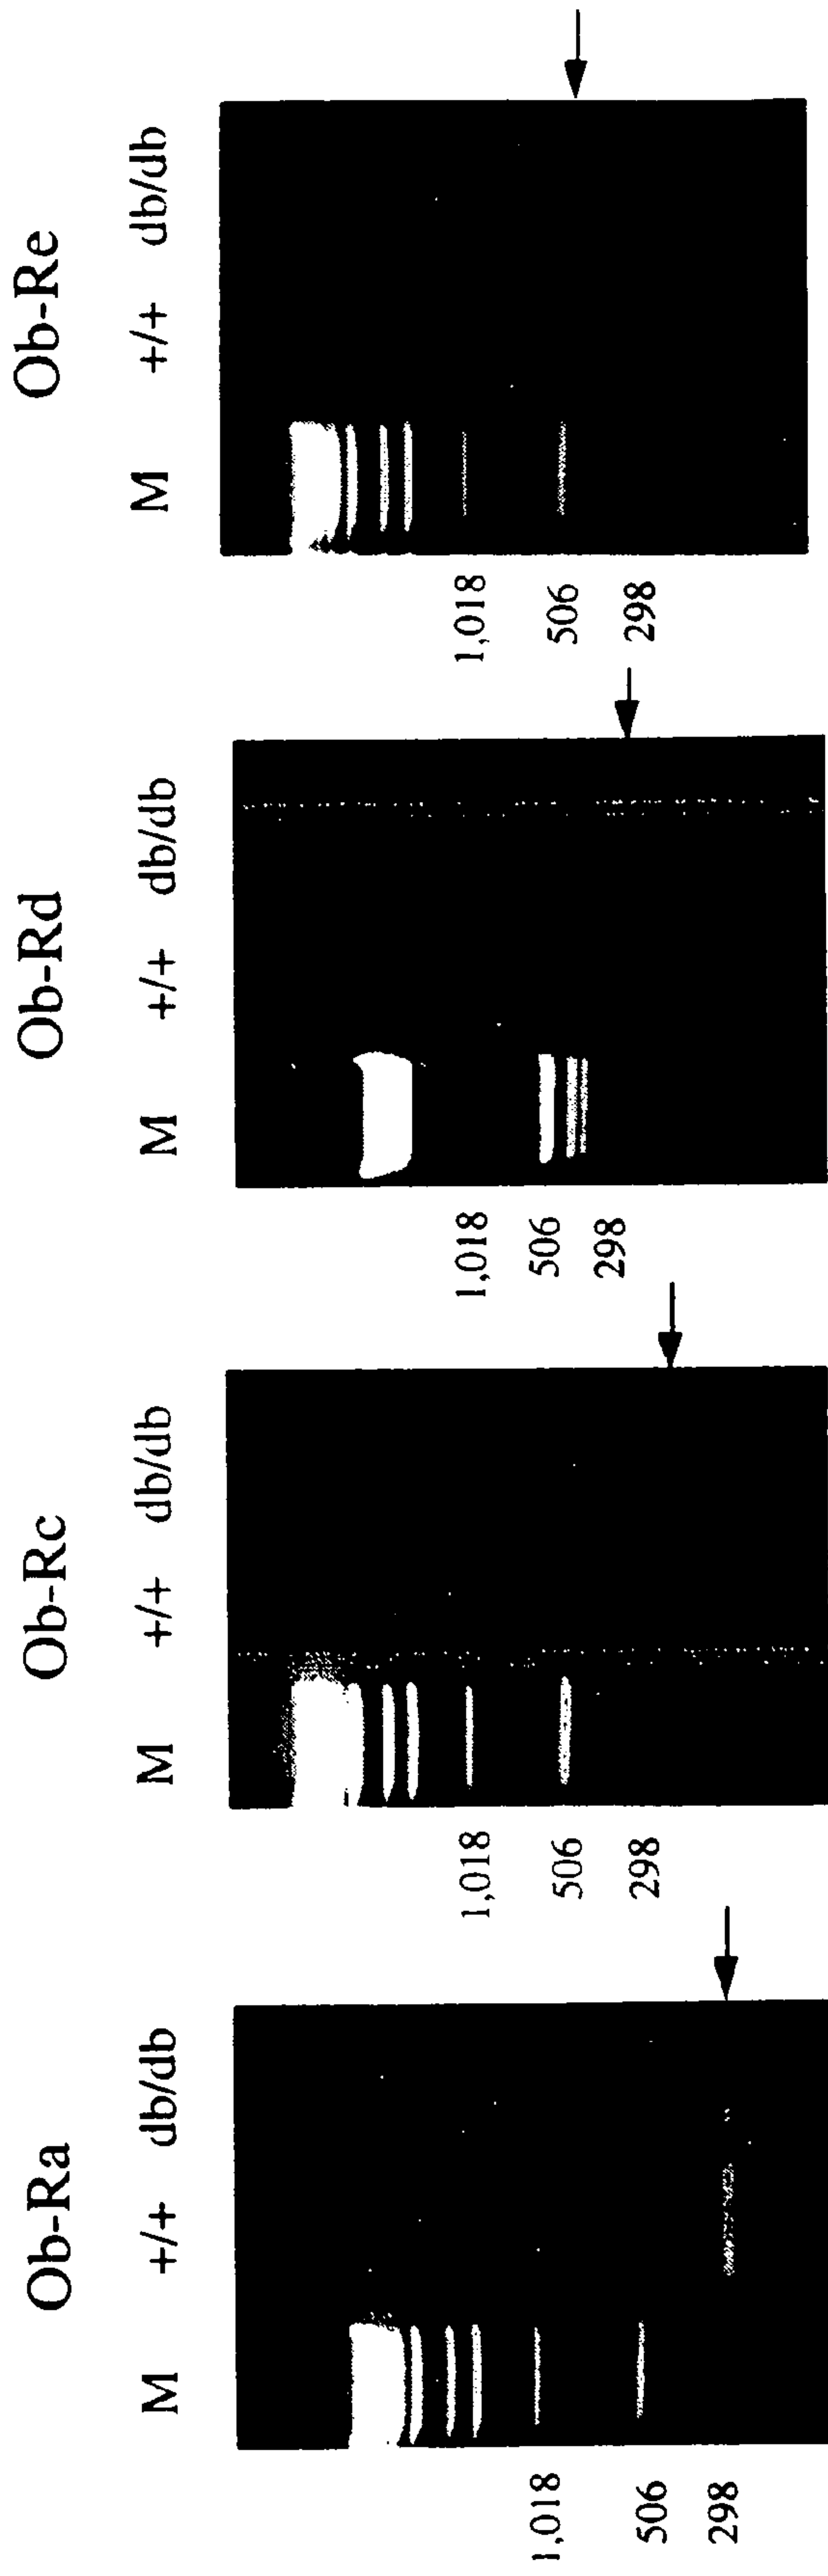 Ob-Ra Ob-Rc Ob-Rd Ob-Re
M +/+ db/db M +/+ db/db M +/+ db/db M +/+ db/db
1,018 1,018 1,018 1,018
506 506 506 506
298 298 298 298